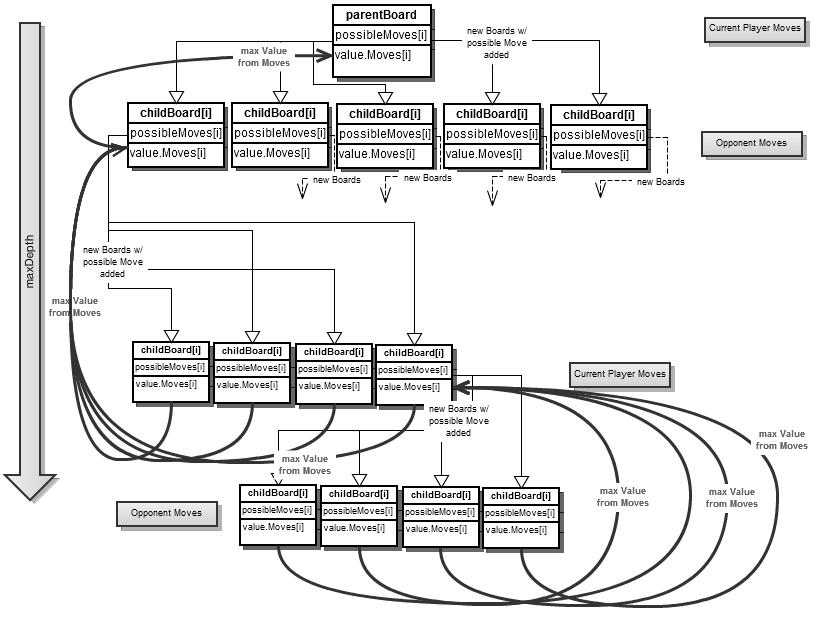 parentBoard
possibleMoves[i]
value.Moves[i]
Current Player Moves
max Value
from Moves
new Boards w/
possible Move
added
childBoard[i]
possibleMoves[i]
value.Moves[i]
childBoard[i]
possibleMoves[i]
value.Moves[i]
childBoard[i]
possibleMoves[i]
value.Moves[i]
childBoard[i]
possibleMoves[i]
value.Moves[i]
childBoard[i]
possibleMoves[i]
value.Moves[i]
Opponent Moves
new Boards
new Boards
new Boards
new Boards
maxDepth
new Boards w/
possible Move
added
max Value
from Moves
childBoard[i]
possibleMoves[i]
value.Moves[i]
childBoard[i]
possibleMoves[i]
value.Moves[i]
childBoard[i]
possibleMoves[i]
value.Moves[i]
childBoard[i]
possibleMoves[i]
value.Moves[i]
Current Player Moves
new Boards w/
possible Move
added
max Value
from Moves
max Value
from Moves
max Value
from Moves
max Value
from Moves
Opponent Moves
childBoard[i]
possibleMoves[i]
value.Moves[i]
childBoard[i]
possibleMoves[i]
value.Moves[i]
childBoard[i]
possibleMoves[i]
value.Moves[i]
childBoard[i]
possibleMoves[i]
value.Moves[i]